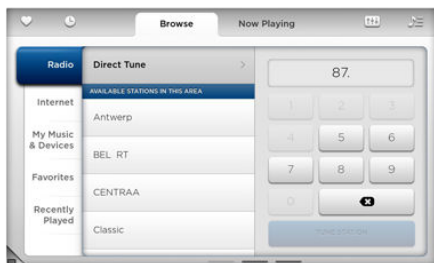 Browse
Now Playing
Radio
Internet
My Music
& Devices
Favorites
Recently
Played
Direct Tune >
AVAILABLE STATIONS IN THIS AREA
Antwerp
BEL RT
CENTRAA
Classic
87.
1 2 3
4 5 6
7 8 9
0
TUNE STATION